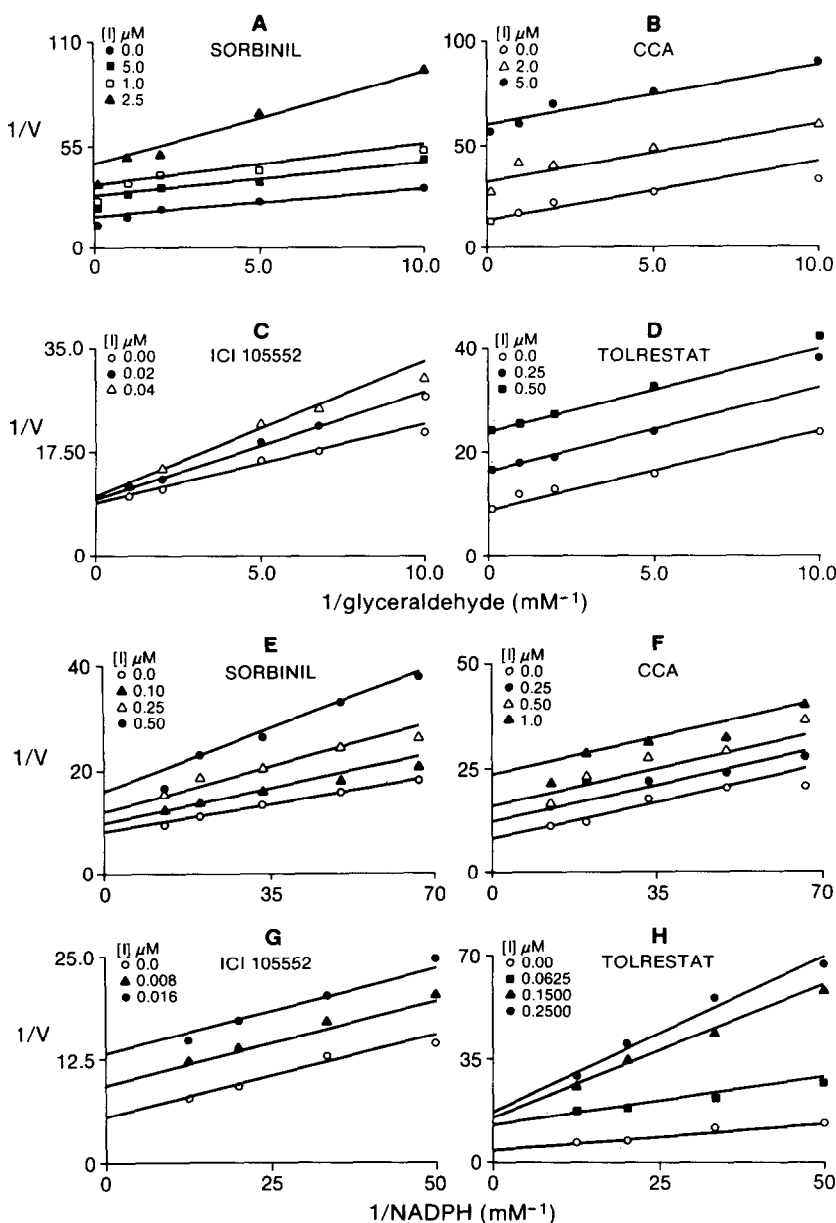 A
SORBINIL
[I] μM
0.0
5.0
1.0
2.5
110
55
0
1/V
0
5.0
10.0
B
CCA
[I] μM
0.0
2.0
5.0
100
50
0
0
5.0
10.0
C
ICI 105552
[I] μM
0.00
0.02
0.04
35.0
17.50
0
1/V
0
5.0
10.0
D
TOLRESTAT
[I] μM
0.0
0.25
0.50
40
20
0
0
5.0
10.0
1/glyceraldehyde (mM⁻¹)
E
SORBINIL
[I] μM
0.0
0.10
0.25
0.50
40
20
0
1/V
0
35
70
F
CCA
[I] μM
0.0
0.25
0.50
1.0
50
25
0
0
35
70
G
ICI 105552
[I] μM
0.0
0.008
0.016
25.0
12.5
0
1/V
0
25
50
H
TOLRESTAT
[I] μM
0.00
0.0625
0.1500
0.2500
70
35
0
0
25
50
1/NADPH (mM⁻¹)